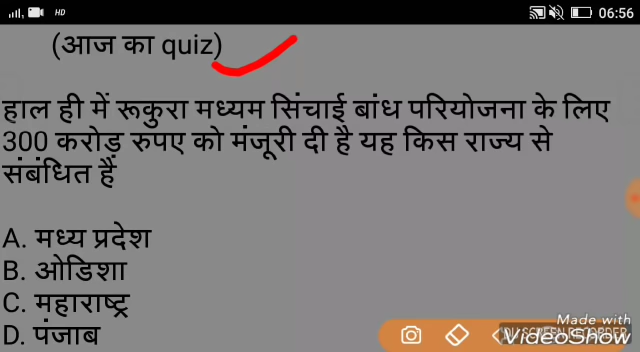 HD
06:56
(आज का quiz)
हाल ही में रूकुरा मध्यम सिंचाई बांध परियोजना के लिए
300 करोड़ रुपए को मंजूरी दी है यह किस राज्य से
संबंधित हैं
A. मध्य प्रदेश
B. ओडिशा
C. महाराष्ट्र
D. पंजाब
Made with
VideoShow